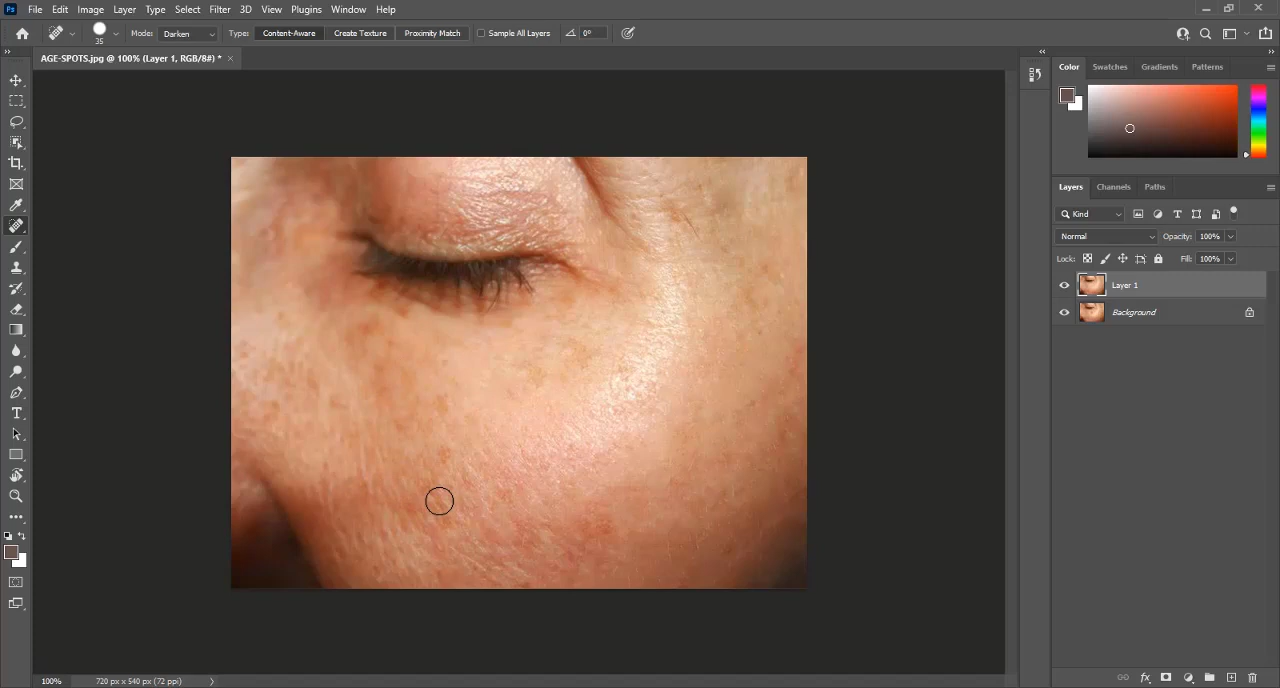 Ps File Edit Image Layer Type Select Filter 3D View Plugins Window Help
35 Mode: Darken Type: Content-Aware Create Texture Proximity Match Sample All Layers 0°
AGE-SPOTS.jpg @ 100% (Layer 1, RGB/8#) * ×
Color Swatches Gradients Patterns
Layers Channels Paths
Kind
Normal Opacity: 100%
Lock: Fill: 100%
Layer 1
Background
100% 720 px x 540 px (72 ppi)